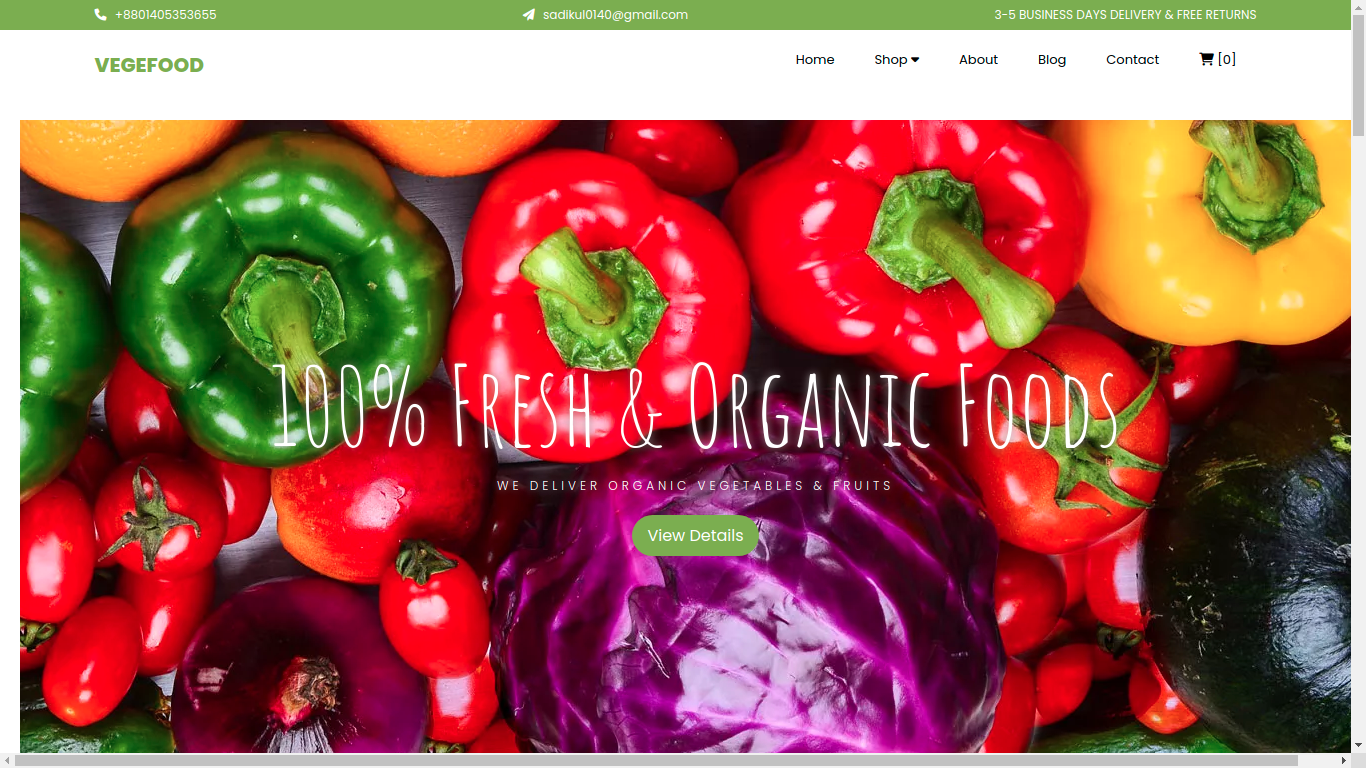 +8801405353655 sadikul0140@gmail.com 3-5 BUSINESS DAYS DELIVERY & FREE RETURNS
VEGEFOOD Home Shop About Blog Contact [0]
100% Fresh & Organic Foods
WE DELIVER ORGANIC VEGETABLES & FRUITS
View Details